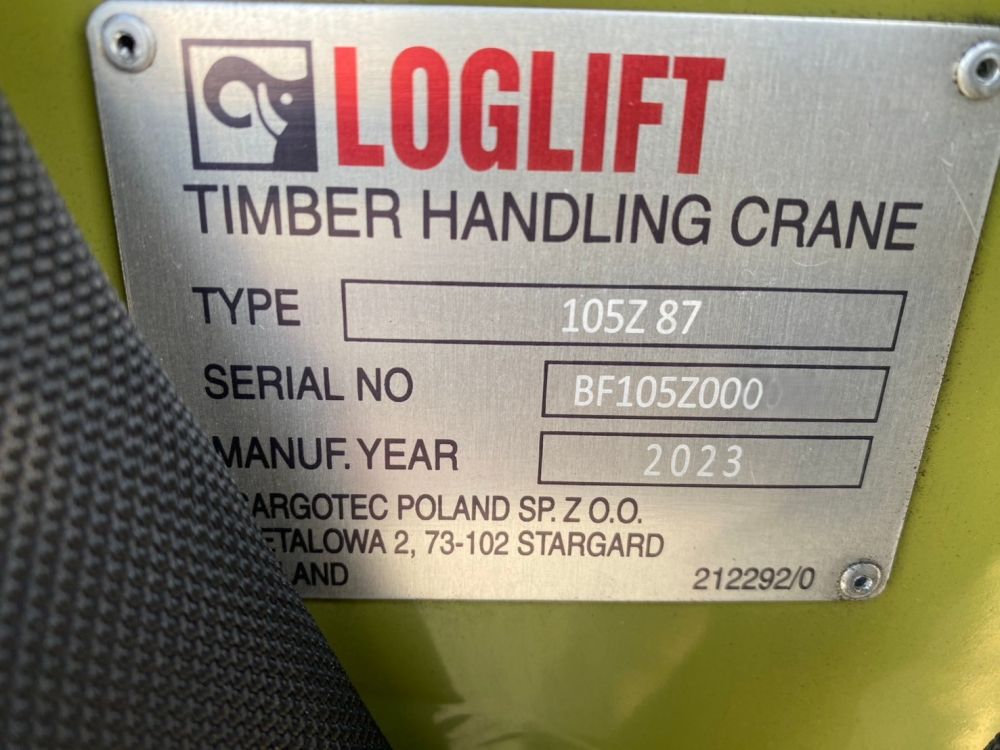 LOGLIFT
TIMBER HANDLING CRANE
TYPE 105Z 87
SERIAL NO BF105Z000
MANUF. YEAR 2023
ARGOTEC POLAND SP. Z O.O.
ETALOWA 2, 73-102 STARGARD
LAND 212292/0